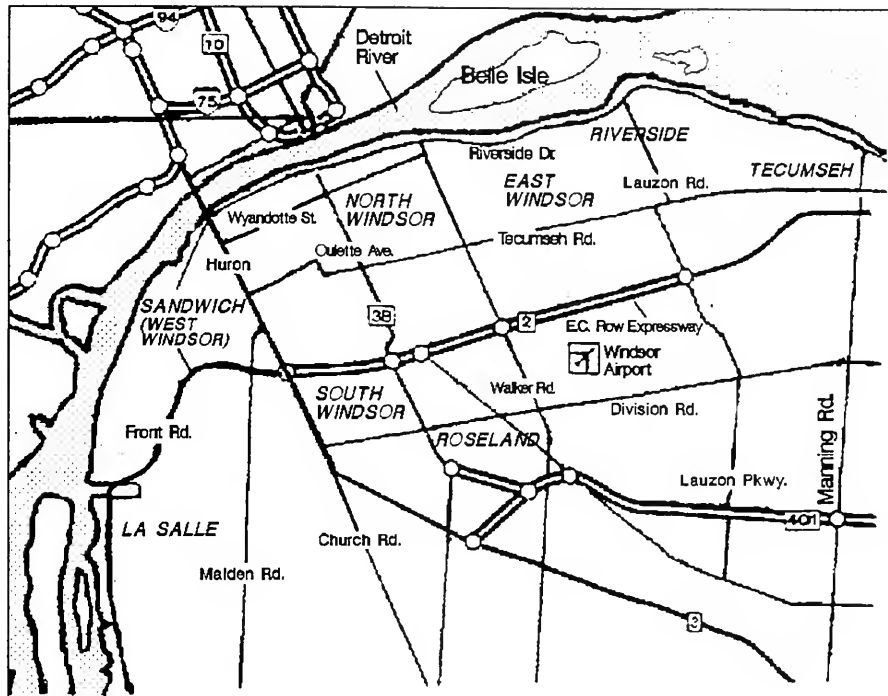 94
10
Detroit
River
Belle Isle
75
RIVERSIDE
Riverside Dr.
TECUMSEH
EAST
WINDSOR
Lauzon Rd.
NORTH
WINDSOR
Wyandotte St.
Tecumseh Rd.
Oulette Ave.
Huron
SANDWICH
(WEST
WINDSOR)
3B
2
E.C. Row Expressway
Windsor
Airport
SOUTH
WINDSOR
Walker Rd.
Division Rd.
Front Rd.
ROSELAND
Manning Rd.
Lauzon Pkwy.
401
LA SALLE
Church Rd.
Malden Rd.
3